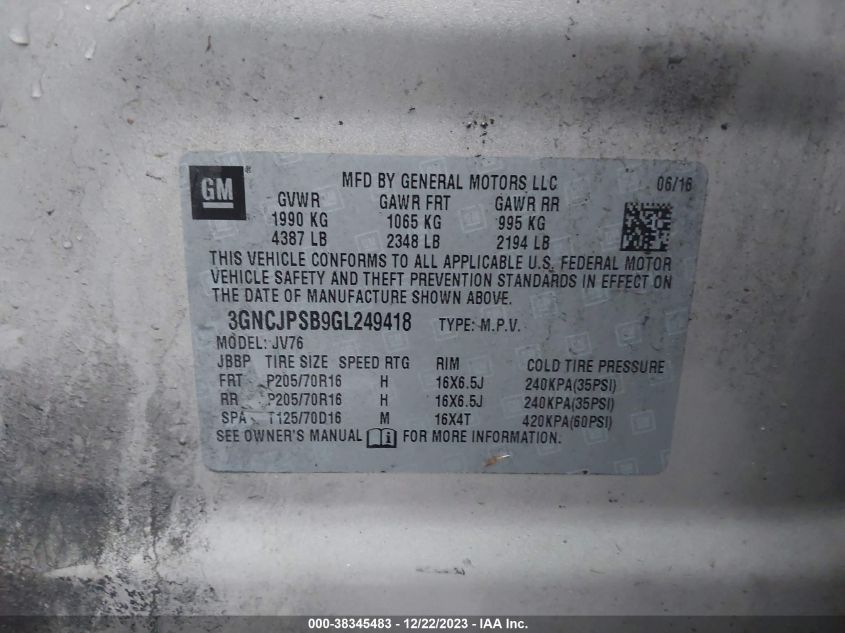 GM ® MFD BY GENERAL MOTORS LLC 06/16
GVWR GAWR FRT GAWR RR
1990 KG 1065 KG 995 KG
4387 LB 2348 LB 2194 LB
THIS VEHICLE CONFORMS TO ALL APPLICABLE U.S. FEDERAL MOTOR
VEHICLE SAFETY AND THEFT PREVENTION STANDARDS IN EFFECT ON
THE DATE OF MANUFACTURE SHOWN ABOVE.
3GNCJPSB9GL249418 TYPE: M.P.V.
MODEL: JV76
JBBP TIRE SIZE SPEED RTG RIM COLD TIRE PRESSURE
FRT P205/70R16 H 16X6.5J 240KPA(35PSI)
RR P205/70R16 H 16X6.5J 240KPA(35PSI)
SPA T125/70D16 M 16X4T 420KPA(60PSI)
SEE OWNER'S MANUAL FOR MORE INFORMATION.
000-38345483 - 12/22/2023 - IAA Inc.